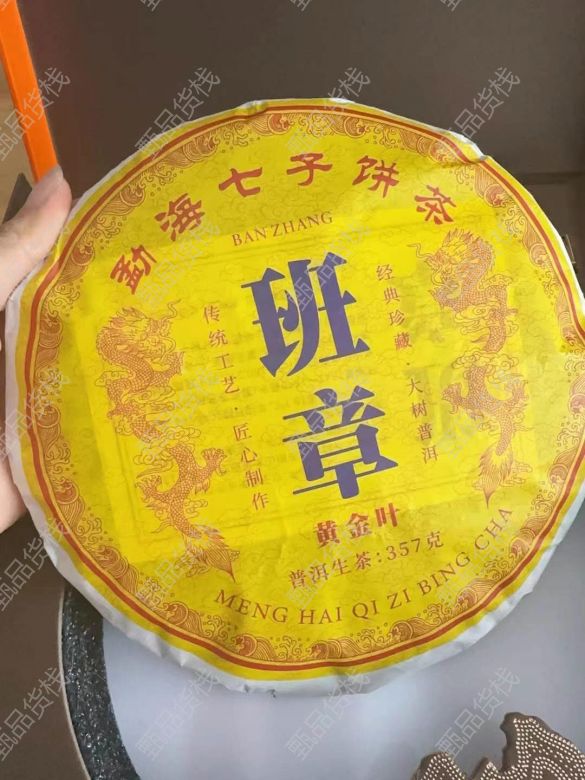 勐海七子饼茶
BANZHANG
班章
经典珍藏·大树普洱
传统工艺·匠心制作
黄金叶
普洱生茶:357克
MENG HAI QI ZI BING CHA
甄品货栈